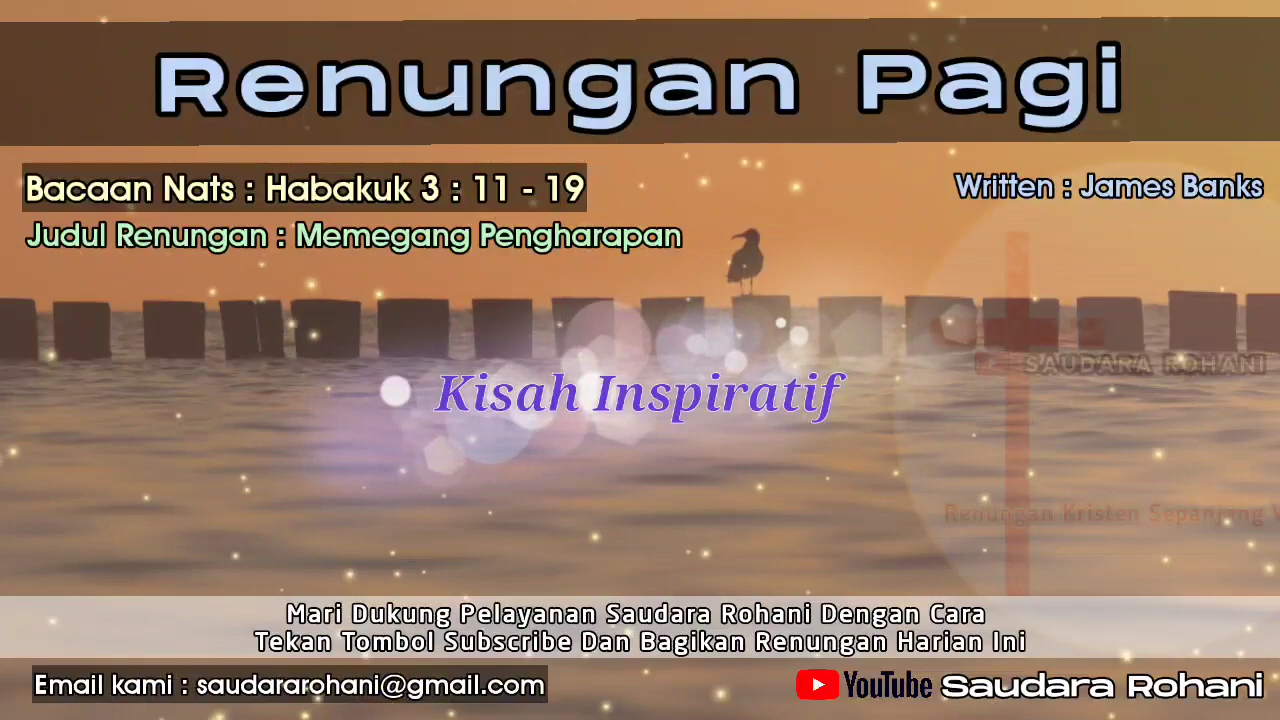 Renungan Pagi
Bacaan Nats : Habakuk 3 : 11 - 19
Written : James Banks
Judul Renungan : Memegang Pengharapan
SAUDARA ROHANI
Kisah Inspiratif
Renungan Kristen Sepanjang
Mari Dukung Pelayanan Saudara Rohani Dengan Cara
Tekan Tombol Subscribe Dan Bagikan Renungan Harian Ini
Email kami : saudararohani@gmail.com
YouTube Saudara Rohani